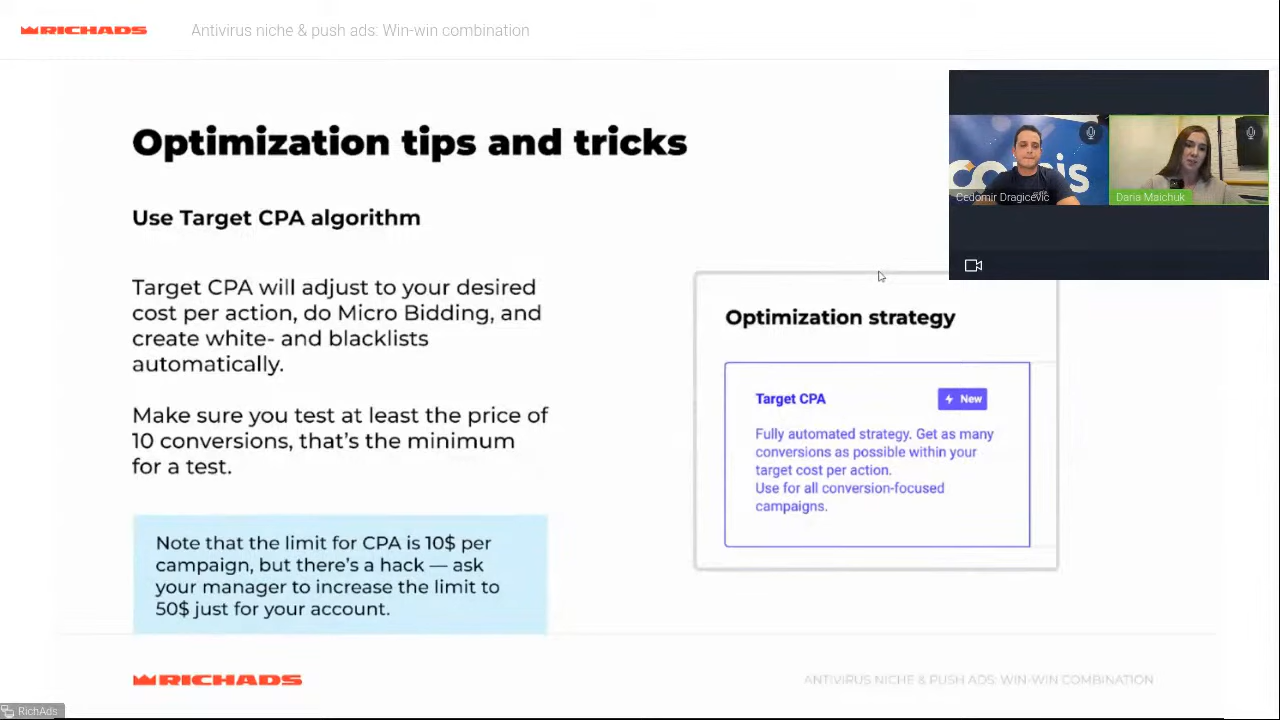 RICHADS
Antivirus niche & push ads: Win-win combination
Optimization tips and tricks
Use Target CPA algorithm
Target CPA will adjust to your desired
cost per action, do Micro Bidding, and
create white- and blacklists
automatically.
Make sure you test at least the price of
10 conversions, that's the minimum
for a test.
Note that the limit for CPA is 10$ per
campaign, but there's a hack — ask
your manager to increase the limit to
50$ just for your account.
Cedomir Dragicevic
Daria Maichuk
Optimization strategy
Target CPA
New
Fully automated strategy. Get as many
conversions as possible within your
target cost per action.
Use for all conversion-focused
campaigns.
RICHADS
ANTIVIRUS NICHE & PUSH ADS: WIN-WIN COMBINATION
RichAds